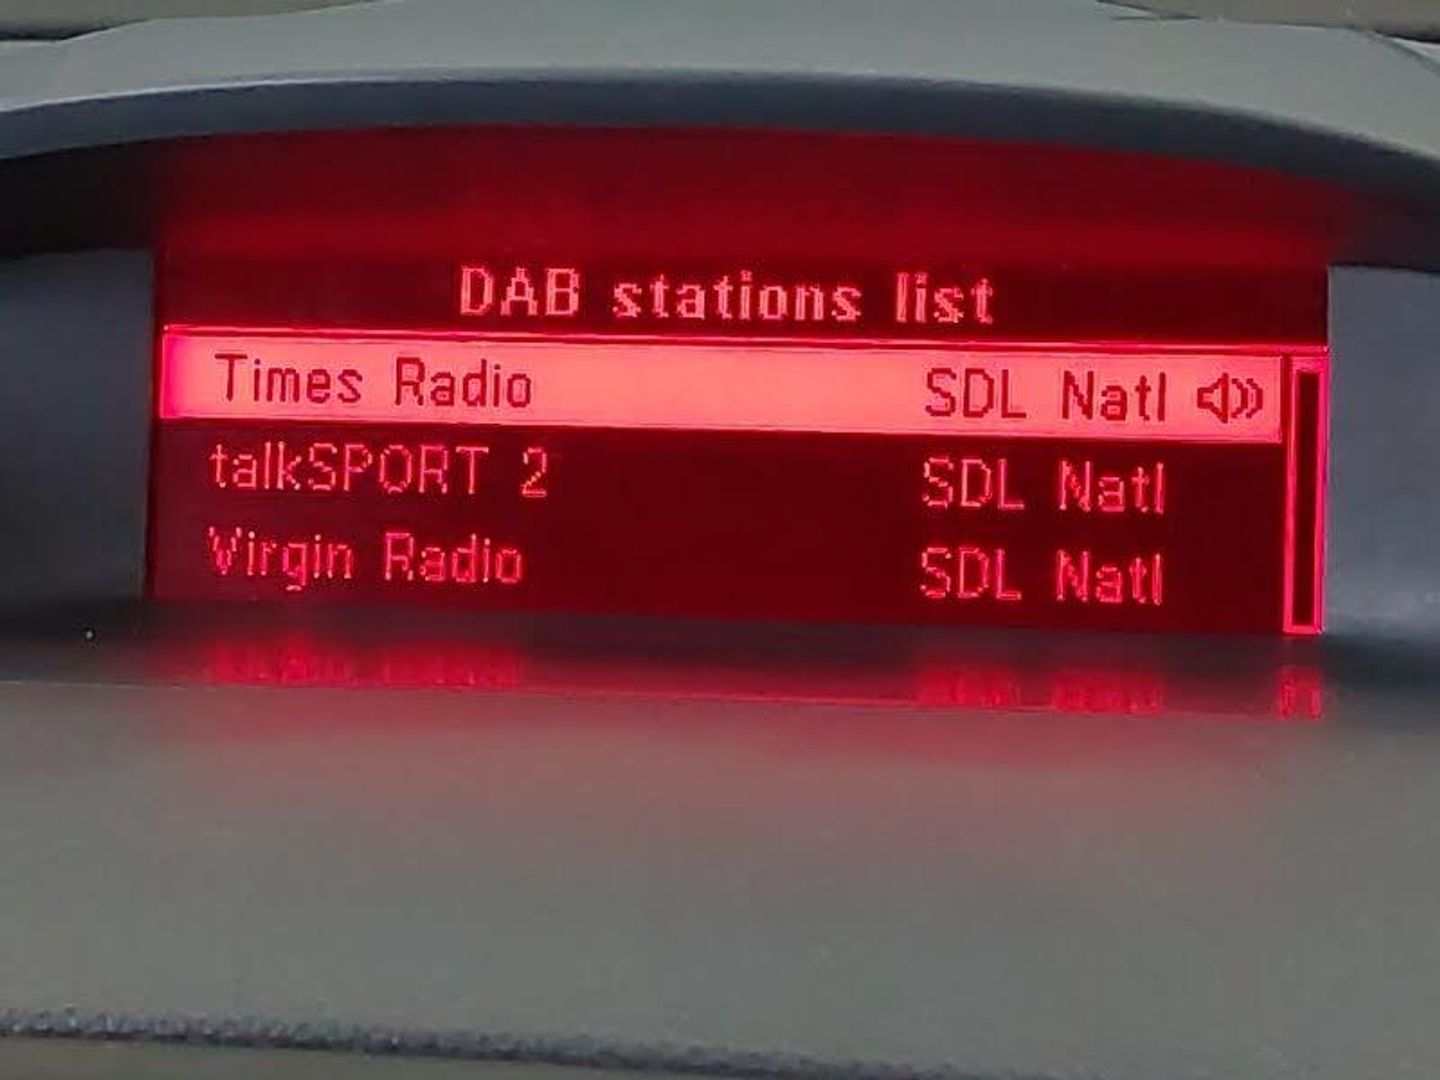 DAB stations list
Times Radio SDL Natl
talkSPORT 2 SDL Natl
Virgin Radio SDL Natl